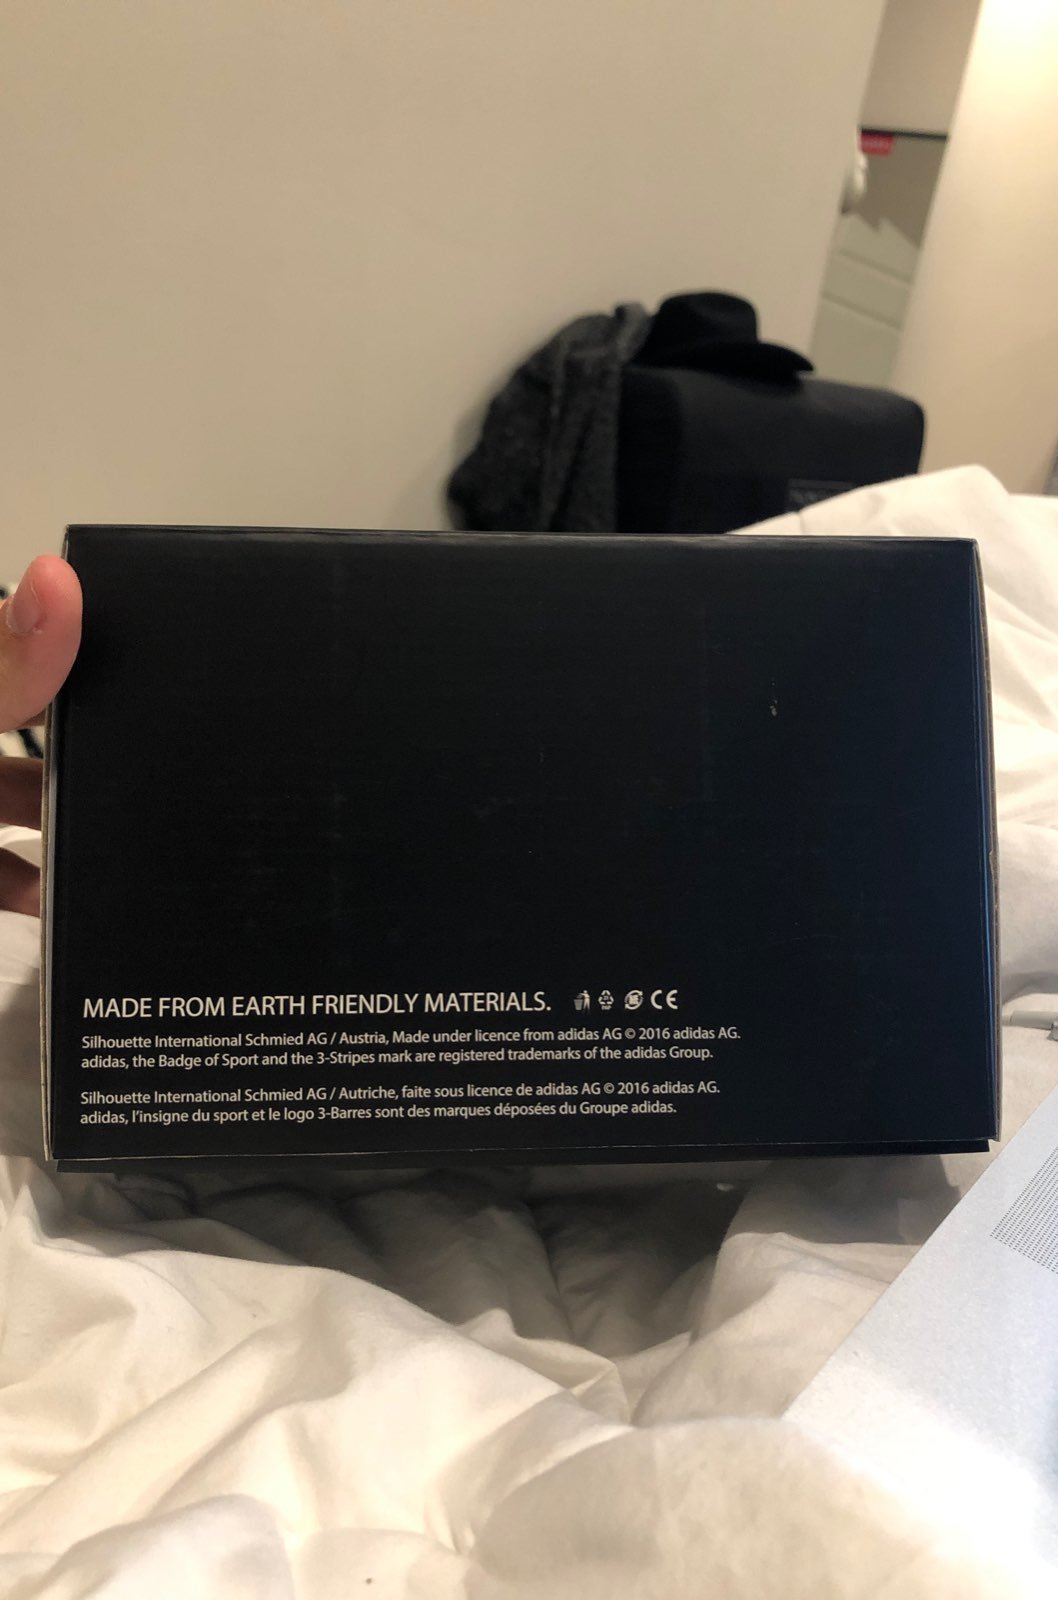 MADE FROM EARTH FRIENDLY MATERIALS. CE
Silhouette International Schmied AG / Austria, Made under licence from adidas AG © 2016 adidas AG.
adidas, the Badge of Sport and the 3-Stripes mark are registered trademarks of the adidas Group.
Silhouette International Schmied AG / Autriche, faite sous licence de adidas AG © 2016 adidas AG.
adidas, l'insigne du sport et le logo 3-Barres sont des marques déposées du Groupe adidas.